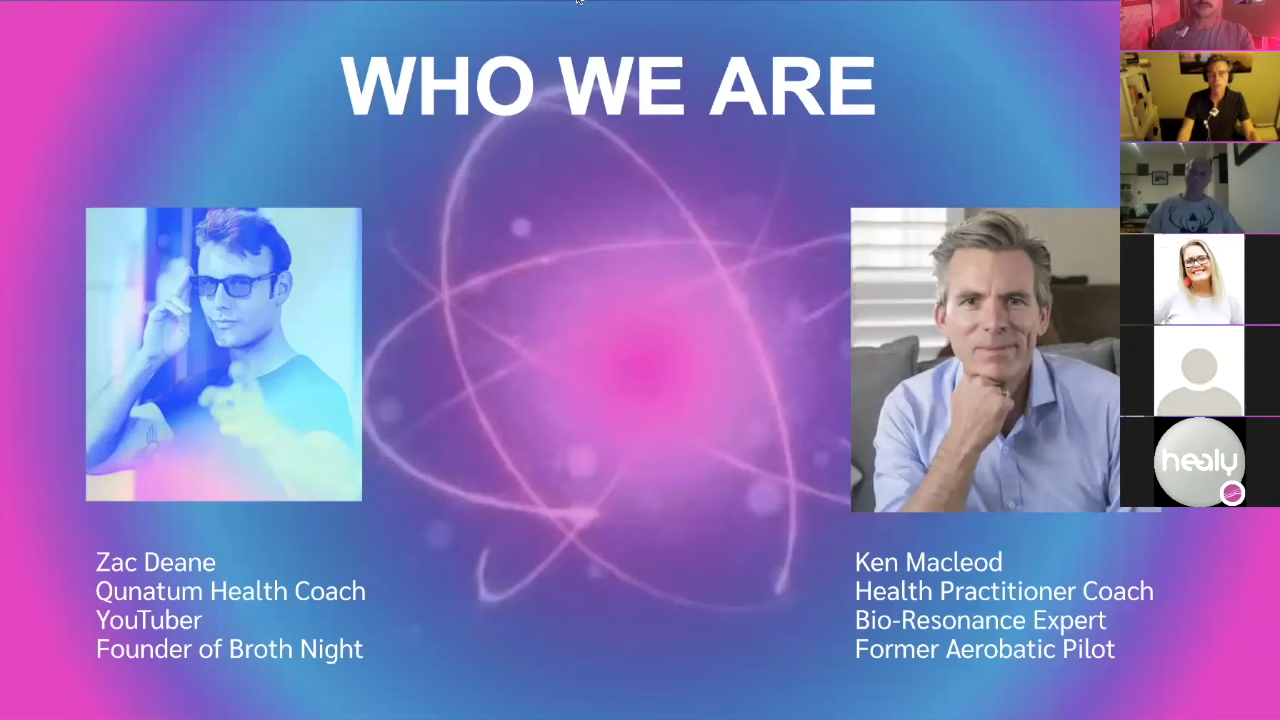 WHO WE ARE
Zac Deane
Qunatum Health Coach
YouTuber
Founder of Broth Night
Ken Macleod
Health Practitioner Coach
Bio-Resonance Expert
Former Aerobatic Pilot
healy